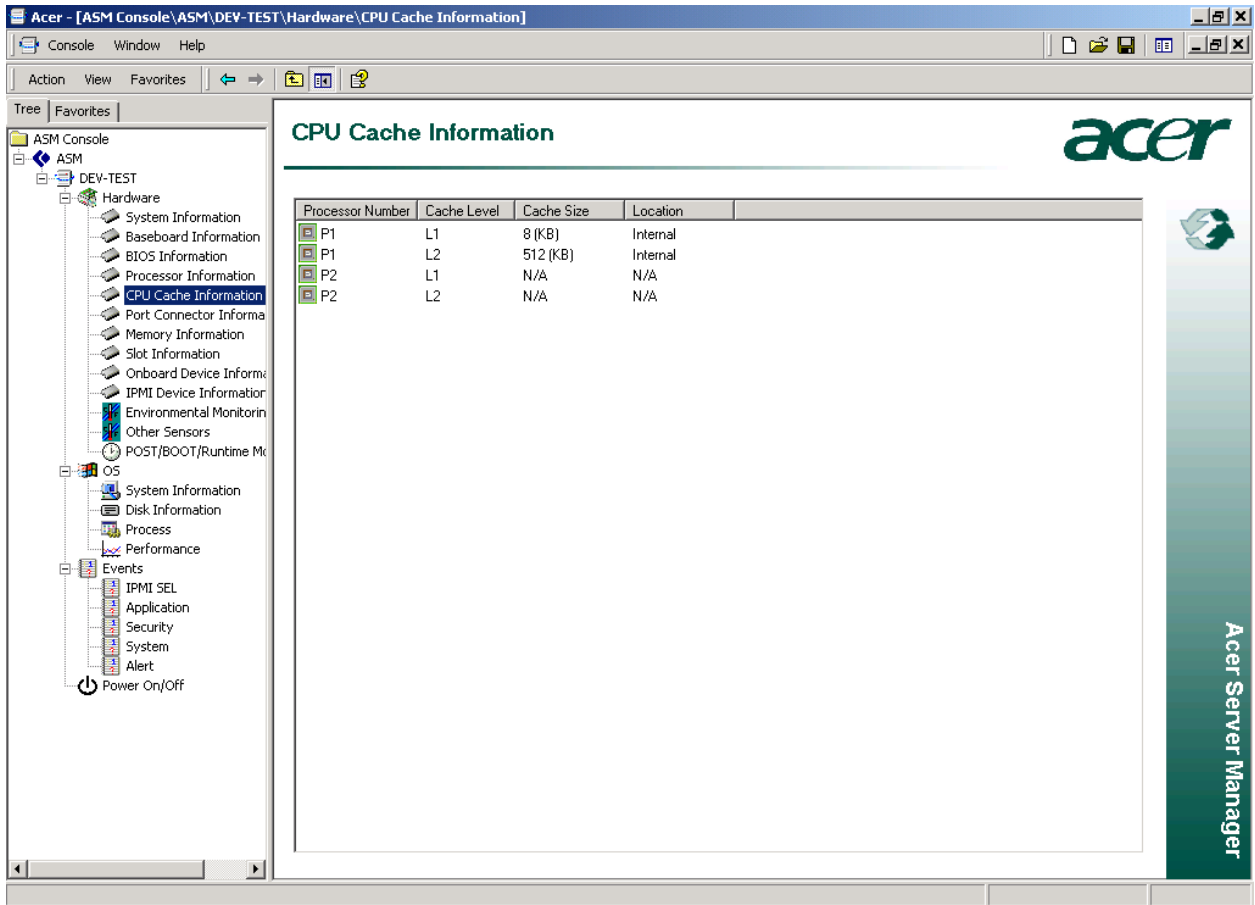 Acer - [ASM Console\ASM\DEV-TEST\Hardware\CPU Cache Information]
Console Window Help
Action View Favorites
Tree Favorites
ASM Console
ASM
DEV-TEST
Hardware
System Information
Baseboard Information
BIOS Information
Processor Information
CPU Cache Information
Port Connector Informa
Memory Information
Slot Information
Onboard Device Informa
IPMI Device Information
Environmental Monitorin
Other Sensors
POST/BOOT/Runtime Mo
OS
System Information
Disk Information
Process
Performance
Events
IPMI SEL
Application
Security
System
Alert
Power On/Off
CPU Cache Information
acer
Processor Number Cache Level Cache Size Location
P1 L1 8 (KB) Internal
P1 L2 512 (KB) Internal
P2 L1 N/A N/A
P2 L2 N/A N/A
Acer Server Manager